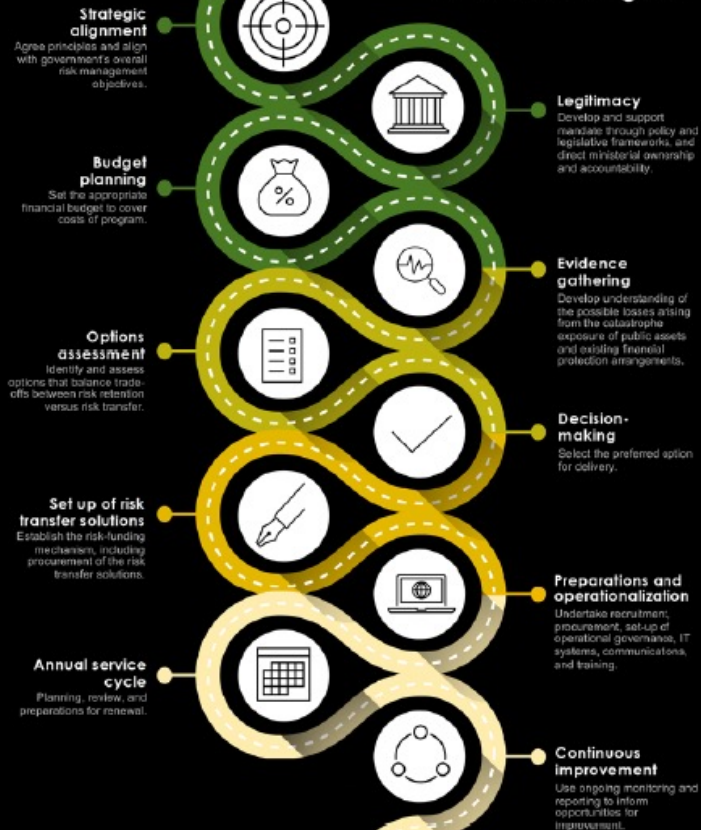 Strategic
alignment
Agree principles and align
with government's overall
risk management
objectives.
Legitimacy
Develop and support
mandate through policy and
legislative frameworks, and
direct ministerial ownership
and accountability.
Budget
planning
Set the appropriate
financial budget to cover
costs of program.
%
Evidence
gathering
Develop understanding of
the possible losses arising
from the catastrophe
exposure of public assets
and existing financial
protection arrangements.
Options
assessment
Identify and assess
options that balance trade-
offs between risk retention
versus risk transfer.
Decision-
making
Select the preferred option
for delivery.
Set up of risk
transfer solutions
Establish the risk-funding
mechanism, including
procurement of the risk
transfer solutions.
Preparations and
operationalization
Undertake recruitment,
procurement, set-up of
operational governance, IT
systems, communications,
and training.
Annual service
cycle
Planning, review, and
preparations for renewal.
Continuous
improvement
Use ongoing monitoring and
reporting to inform
opportunities for
improvement.